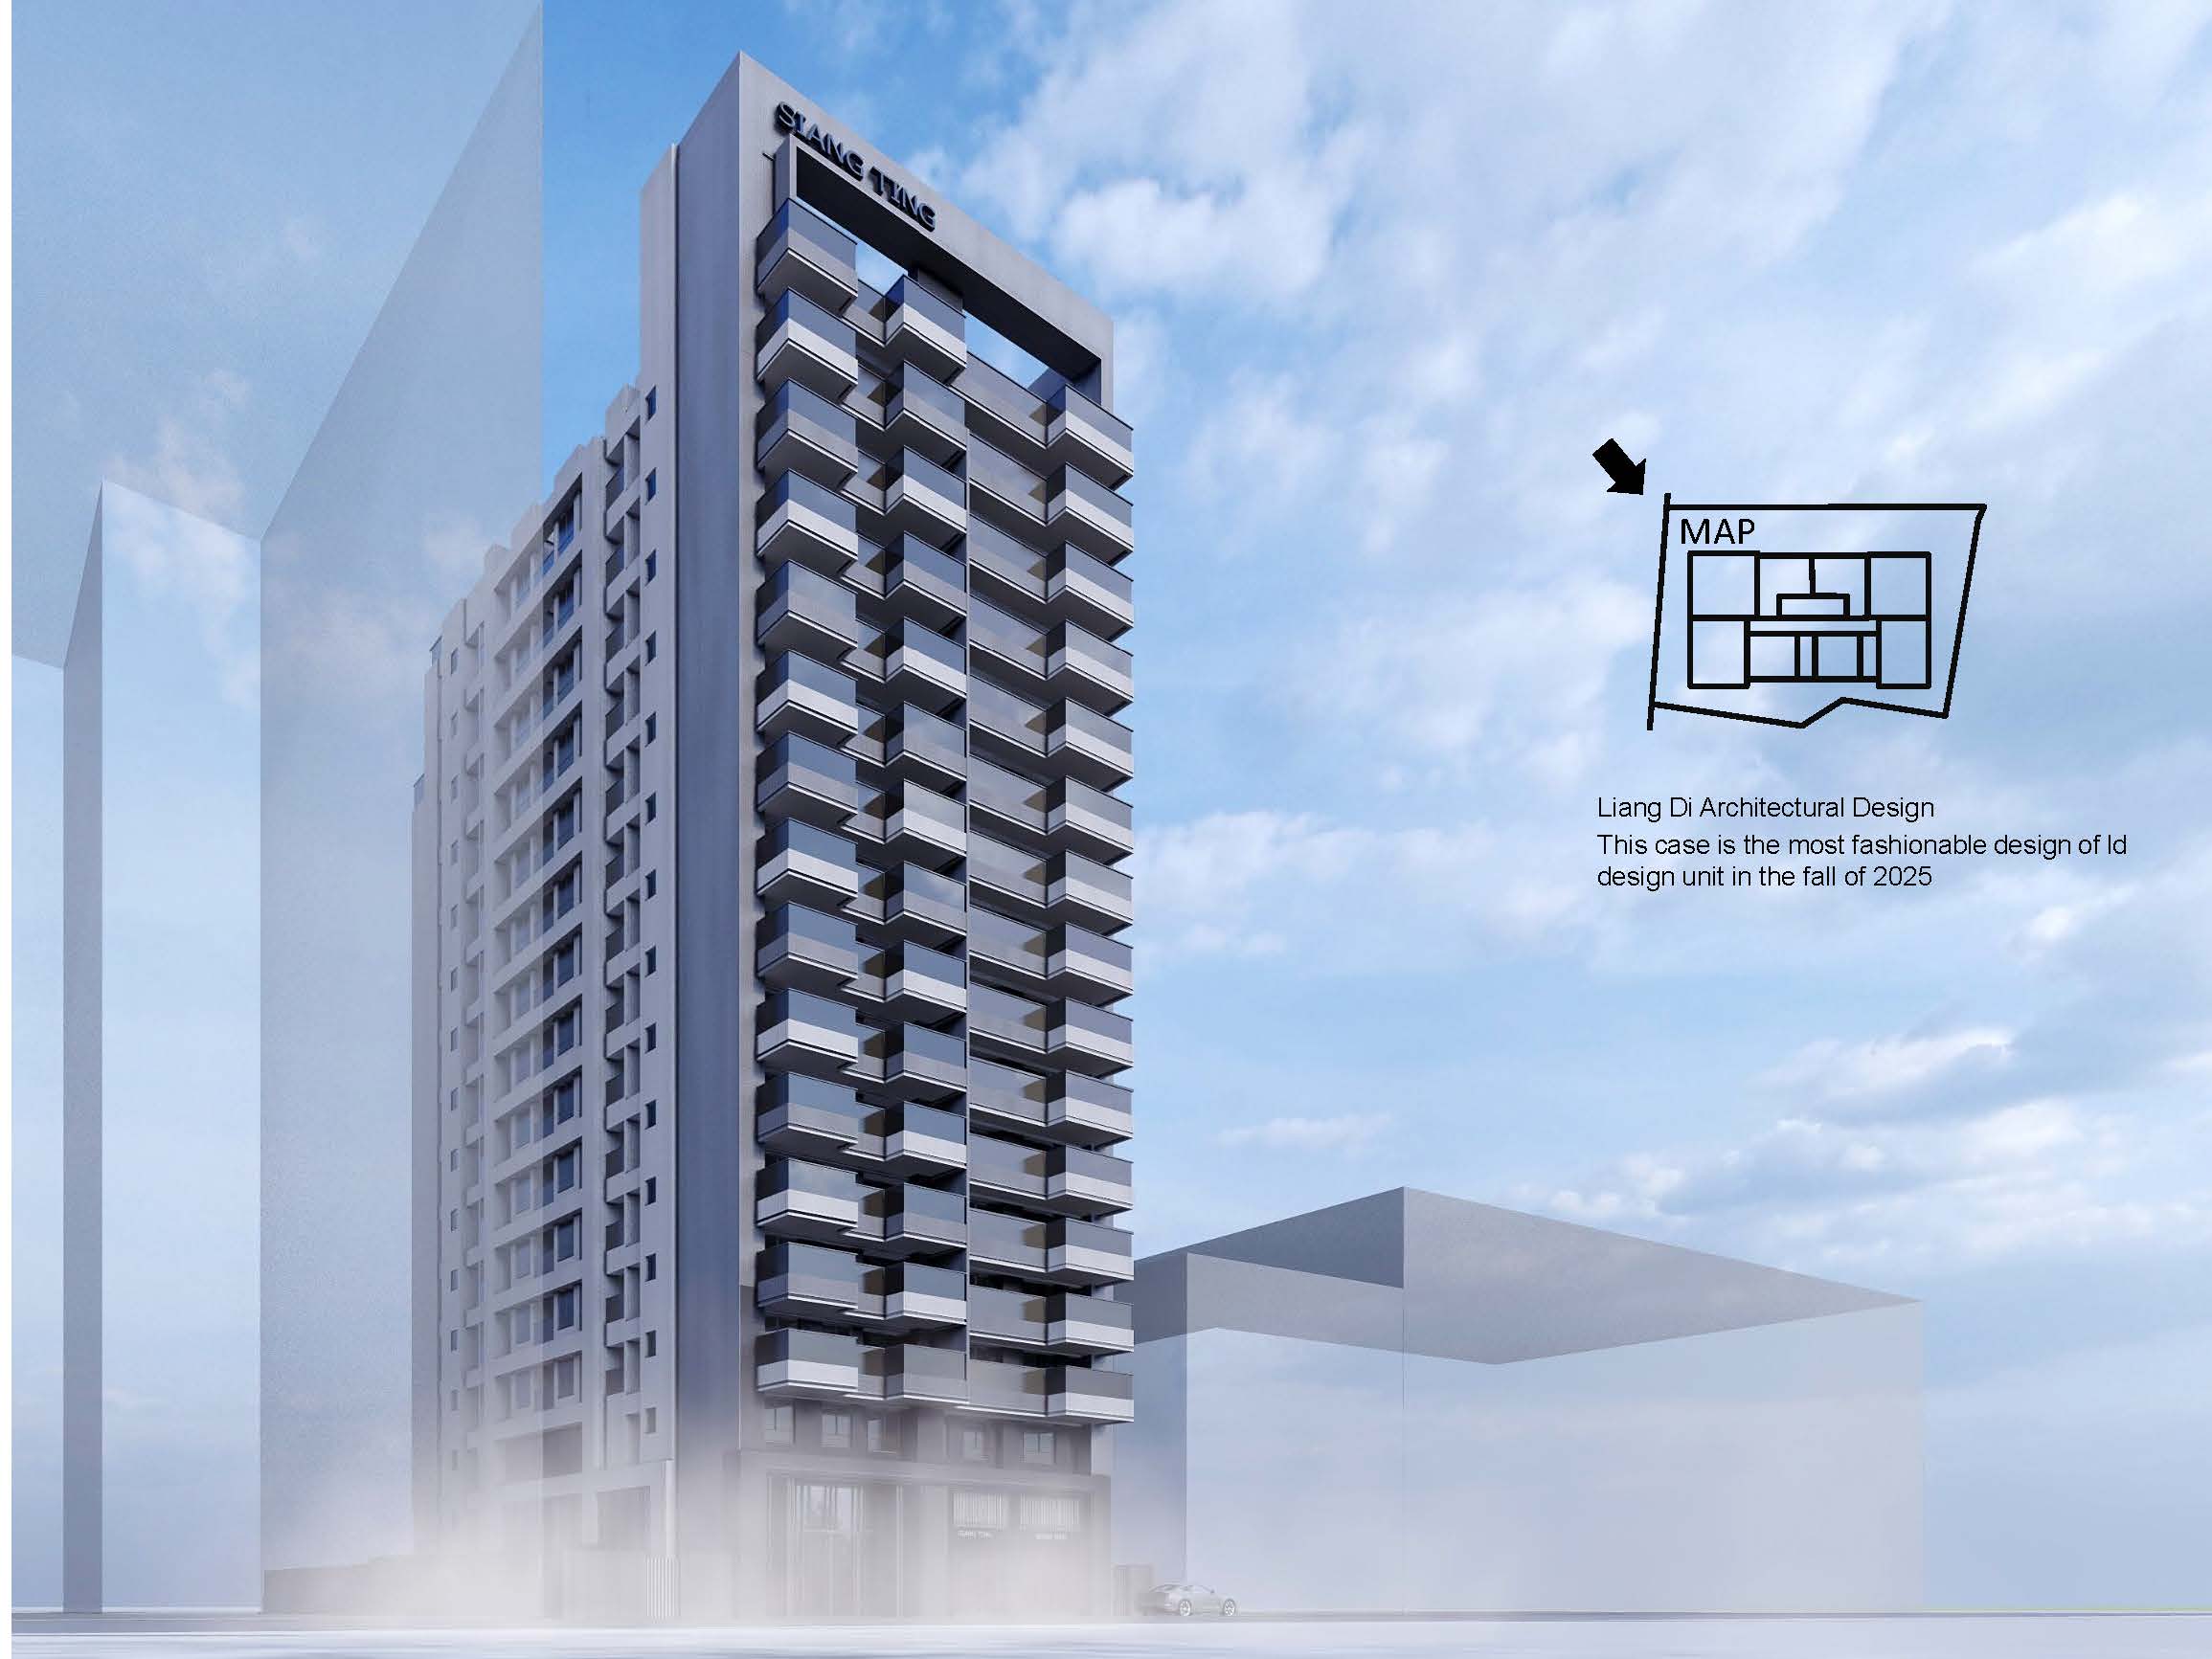 SIANG TING
MAP
Liang Di Architectural Design
This case is the most fashionable design of ld
design unit in the fall of 2025